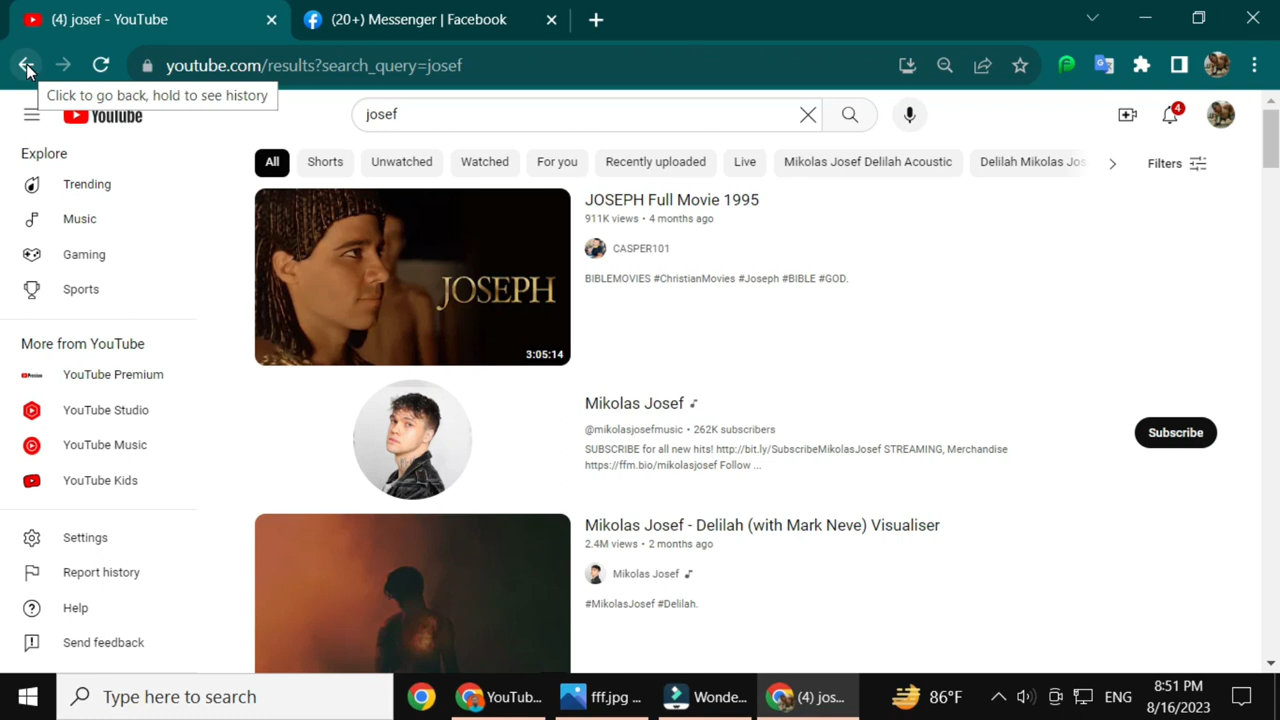 (4) josef - YouTube
(20+) Messenger | Facebook
youtube.com/results?search_query=josef
Click to go back, hold to see history
YouTube
josef
4
Explore
Trending
Music
Gaming
Sports
More from YouTube
YouTube Premium
YouTube Studio
YouTube Music
YouTube Kids
Settings
Report history
Help
Send feedback
All
Shorts
Unwatched
Watched
For you
Recently uploaded
Live
Mikolas Josef Delilah Acoustic
Delilah Mikolas Jos
Filters
JOSEPH
3:05:14
JOSEPH Full Movie 1995
911K views • 4 months ago
CASPER101
BIBLEMOVIES #ChristianMovies #Joseph #BIBLE #GOD.
Mikolas Josef
@mikolasjosefmusic • 262K subscribers
SUBSCRIBE for all new hits! http://bit.ly/SubscribeMikolasJosef STREAMING, Merchandise
https://ffm.bio/mikolasjosef Follow ...
Subscribe
Mikolas Josef - Delilah (with Mark Neve) Visualiser
2.4M views • 2 months ago
Mikolas Josef
#MikolasJosef #Delilah.
Type here to search
YouTub...
fff.jpg ...
Wonde...
(4) jos...
86°F
ENG
8:51 PM
8/16/2023